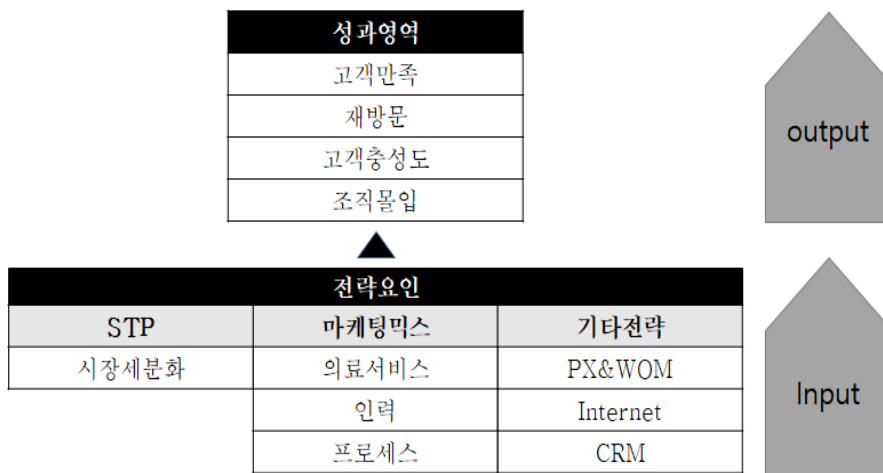 성과영역
고객만족
재방문
고객충성도
조직몰입
output
전략요인
STP 마케팅믹스 기타전략
시장세분화 의료서비스 PX&WOM
인력 Internet
프로세스 CRM
Input